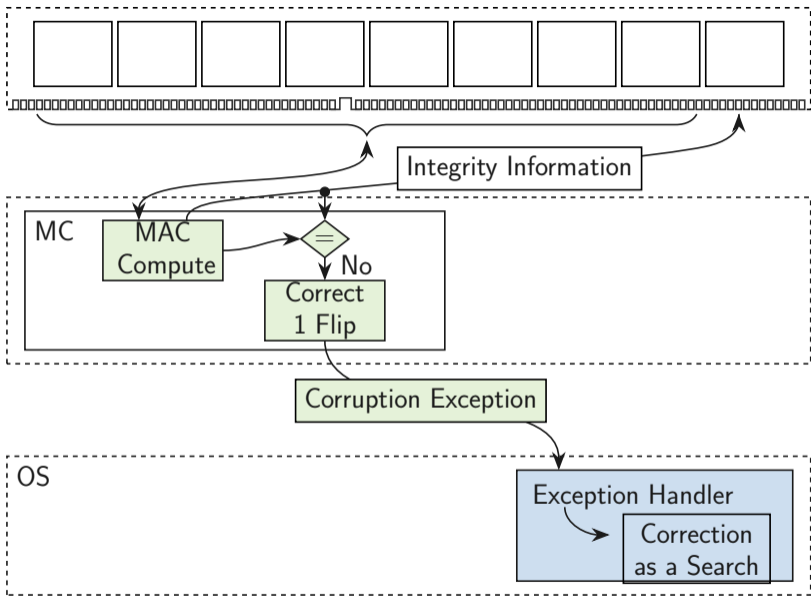 Integrity Information
MC
MAC
Compute
=
No
Correct
1 Flip
Corruption Exception
OS
Exception Handler
Correction
as a Search